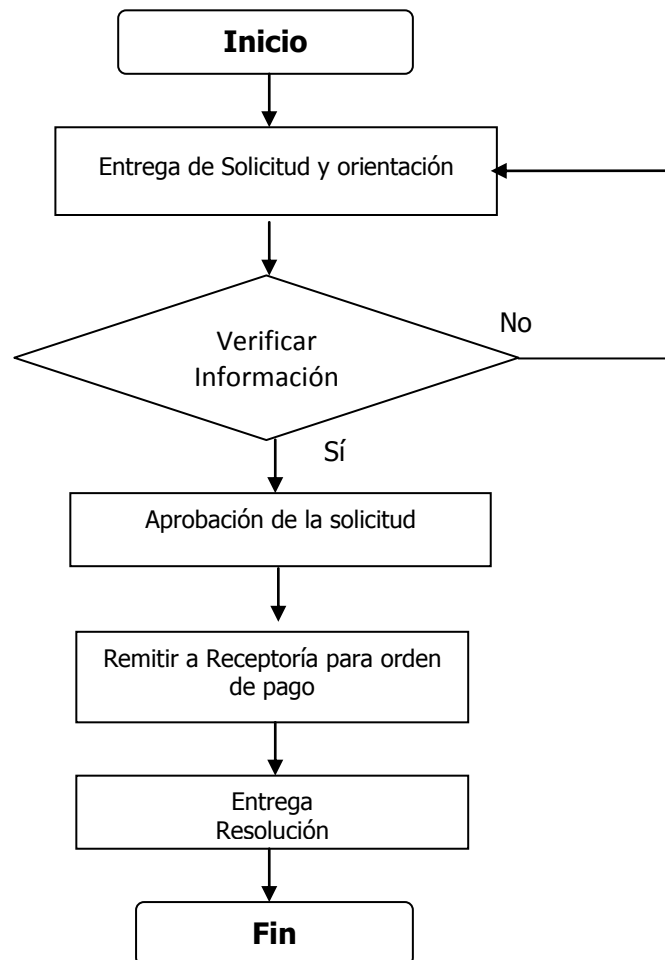 Inicio
Entrega de Solicitud y orientación
Verificar
Información
No
Sí
Aprobación de la solicitud
Remitir a Receptoría para orden
de pago
Entrega
Resolución
Fin